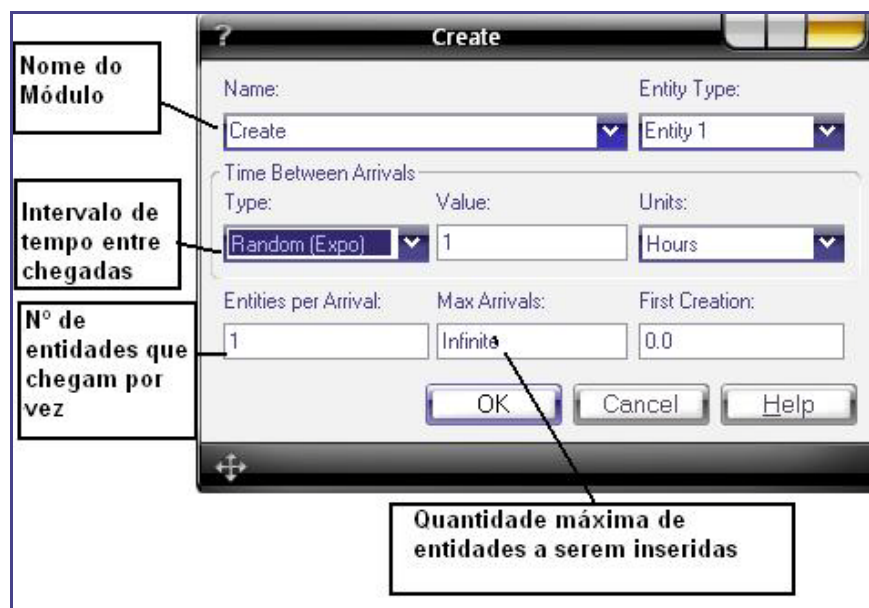 ?
Create
Nome do
Módulo
Name:
Entity Type:
Create
Entity 1
Time Between Arrivals
Intervalo de
tempo entre
chegadas
Type:
Value:
Units:
Random (Expo)
1
Hours
Nº de
entidades que
chegam por
vez
Entities per Arrival:
Max Arrivals:
First Creation:
1
Infinite
0.0
OK
Cancel
Help
Quantidade máxima de
entidades a serem inseridas